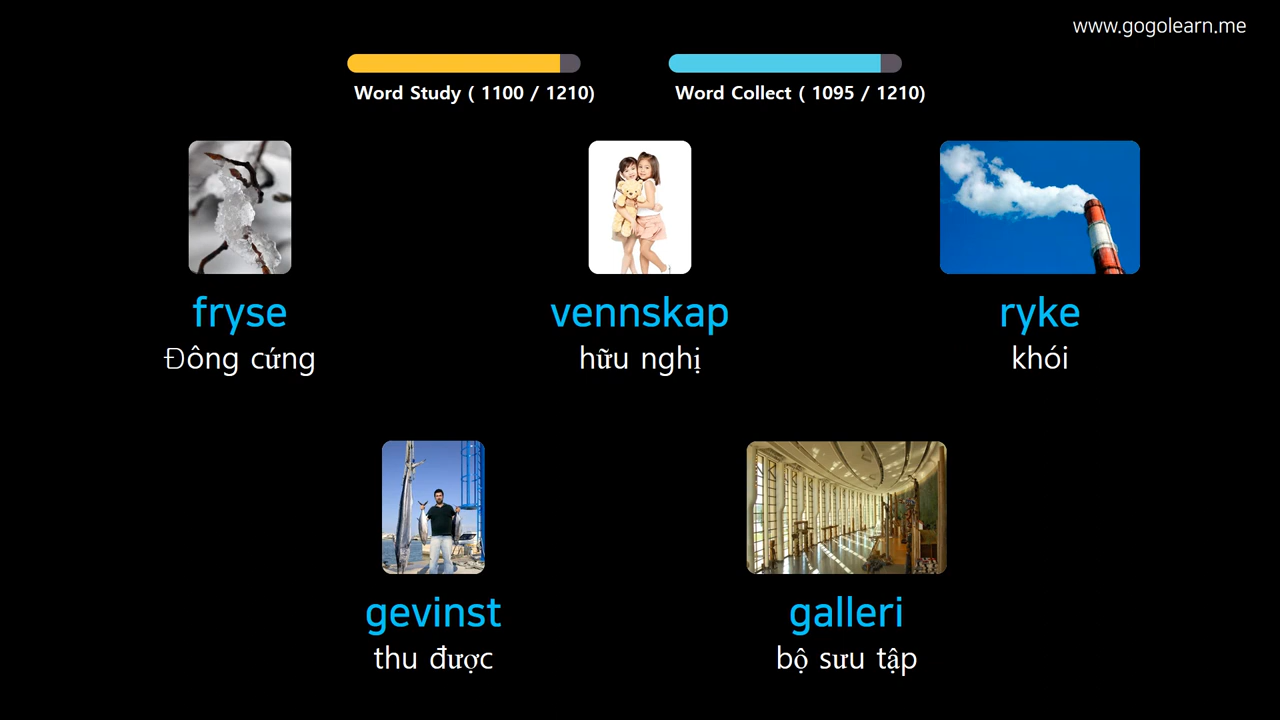 www.gogolearn.me
Word Study ( 1100 / 1210)
Word Collect ( 1095 / 1210)
fryse
Đông cứng
vennskap
hữu nghị
ryke
khói
gevinst
thu được
galleri
bộ sưu tập